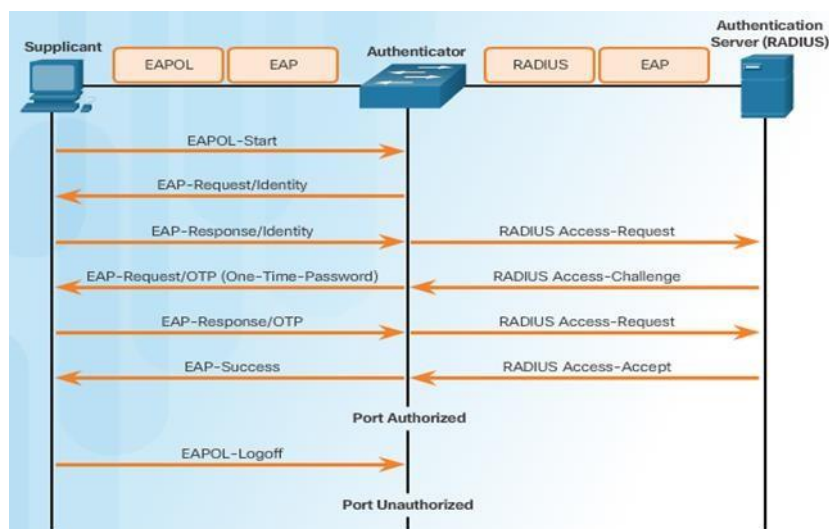 Supplicant
EAPOL
EAP
Authenticator
RADIUS
EAP
Authentication
Server (RADIUS)
EAPOL-Start
EAP-Request/Identity
EAP-Response/Identity
RADIUS Access-Request
EAP-Request/OTP (One-Time-Password)
RADIUS Access-Challenge
EAP-Response/OTP
RADIUS Access-Request
EAP-Success
RADIUS Access-Accept
Port Authorized
EAPOL-Logoff
Port Unauthorized